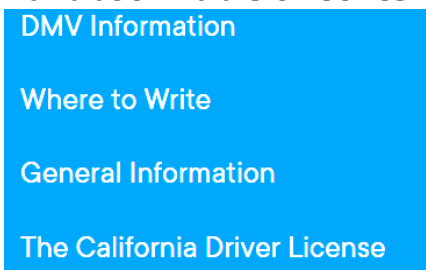 DMV Information
Where to Write
General Information
The California Driver License